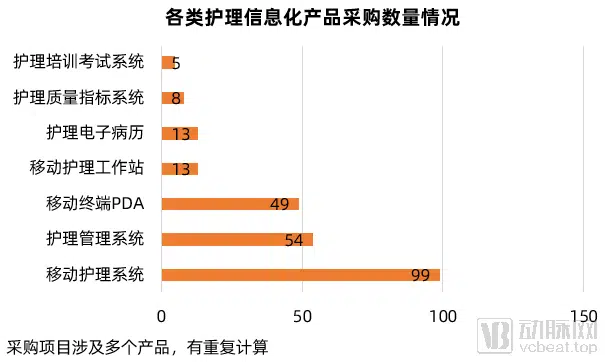 各类护理信息化产品采购数量情况
护理培训考试系统 5
护理质量指标系统 8
护理电子病历 13
移动护理工作站 13
移动终端PDA 49
护理管理系统 54
移动护理系统 99
0 50 100 150
采购项目涉及多个产品，有重复计算
VB 动脉网
vcbeat.top